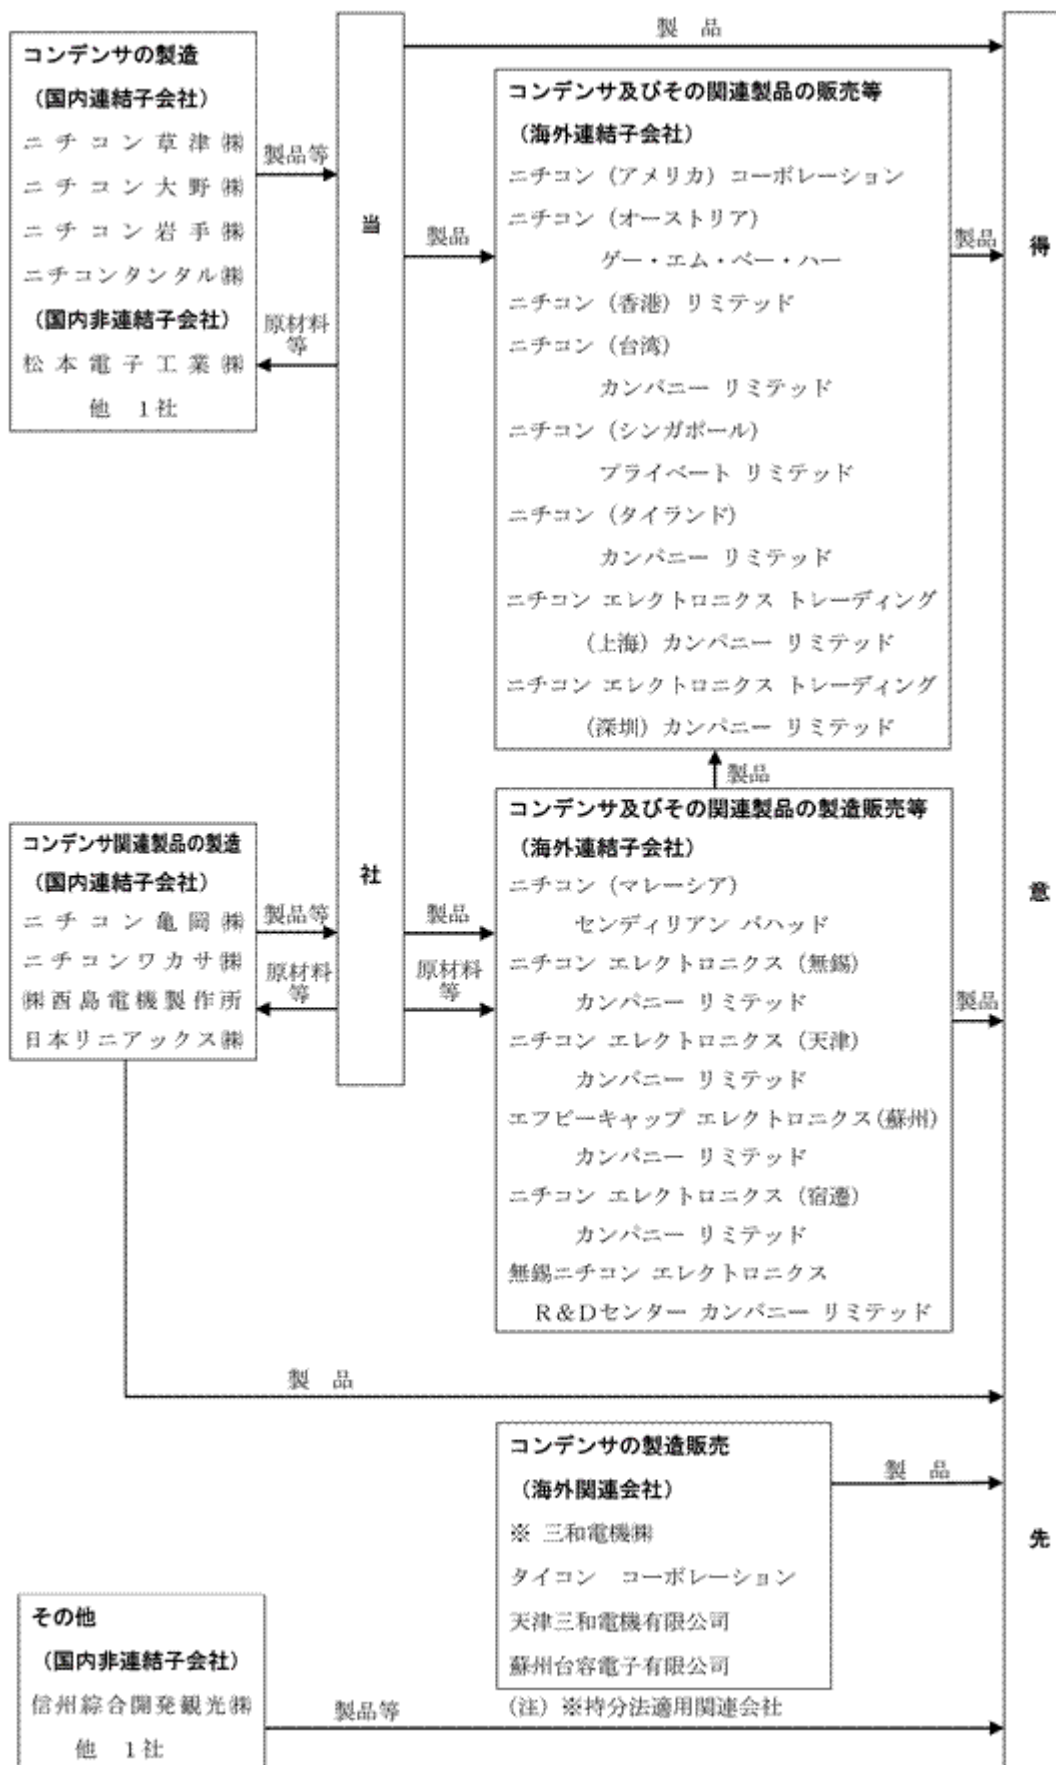 製　品
コンデンサの製造
（国内連結子会社）
ニチコン草津㈱
ニチコン大野㈱
ニチコン岩手㈱
ニチコンタンタル㈱
（国内非連結子会社）
松本電子工業㈱
他　1社
製品等
原材料
等
当
社
製品
コンデンサ及びその関連製品の販売等
（海外連結子会社）
ニチコン（アメリカ）コーポレーション
ニチコン（オーストリア）
ゲー・エム・ベー・ハー
ニチコン（香港）リミテッド
ニチコン（台湾）
カンパニー リミテッド
ニチコン（シンガポール）
プライベート リミテッド
ニチコン（タイランド）
カンパニー リミテッド
ニチコン エレクトロニクス トレーディング
（上海）カンパニー リミテッド
ニチコン エレクトロニクス トレーディング
（深圳）カンパニー リミテッド
製品
得
意
先
製品
コンデンサ関連製品の製造
（国内連結子会社）
ニチコン亀岡㈱
ニチコンワカサ㈱
㈱酉島電機製作所
日本リニアックス㈱
製品等
原材料
等
製品
原材料
等
コンデンサ及びその関連製品の製造販売等
（海外連結子会社）
ニチコン（マレーシア）
センディリアン バハッド
ニチコン エレクトロニクス（無錫）
カンパニー リミテッド
ニチコン エレクトロニクス（天津）
カンパニー リミテッド
エフピーキャップ エレクトロニクス(蘇州)
カンパニー リミテッド
ニチコン エレクトロニクス（宿遷）
カンパニー リミテッド
無錫ニチコン エレクトロニクス
R＆Dセンター カンパニー リミテッド
製品
製　品
コンデンサの製造販売
（海外関連会社）
※ 三和電機㈱
タイコン　コーポレーション
天津三和電機有限公司
蘇州台容電子有限公司
製　品
(注) ※持分法適用関連会社
その他
（国内非連結子会社）
信州綜合開発観光㈱
他　1社
製品等